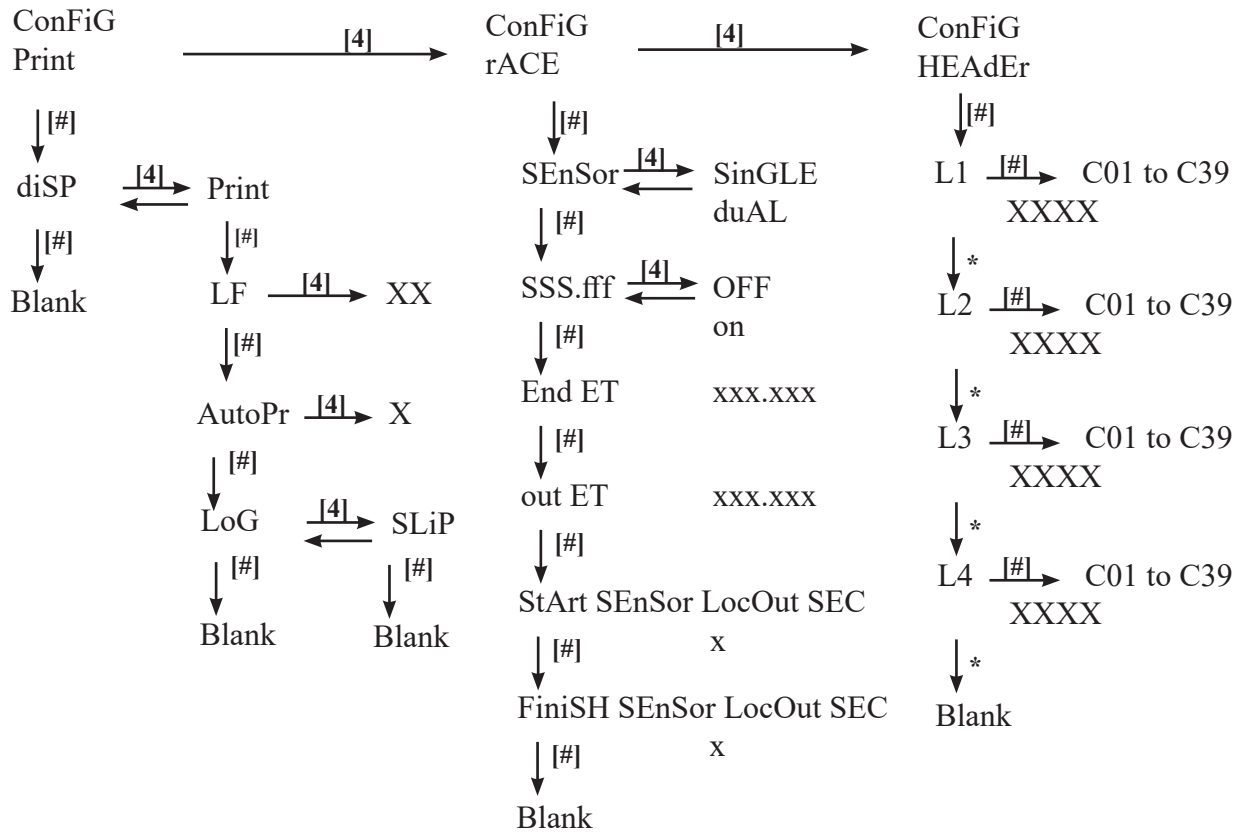 ConFiG
Print
[4]
ConFiG
rACE
[4]
ConFiG
HEAdEr
[#]
diSP
[4]
Print
[#]
Blank
[#]
LF
[4]
XX
[#]
AutoPr
[4]
X
[#]
LoG
[4]
SLiP
[#]
[#]
Blank
Blank
[#]
SEnSor
[4]
SinGLE
duAL
[#]
SSS.fff
[4]
OFF
on
[#]
End ET
xxx.xxx
[#]
out ET
xxx.xxx
[#]
StArt SEnSor LocOut SEC
x
[#]
FiniSH SEnSor LocOut SEC
x
[#]
Blank
[#]
L1
[#]
C01 to C39
XXXX
*
L2
[#]
C01 to C39
XXXX
*
L3
[#]
C01 to C39
XXXX
*
L4
[#]
C01 to C39
XXXX
*
Blank